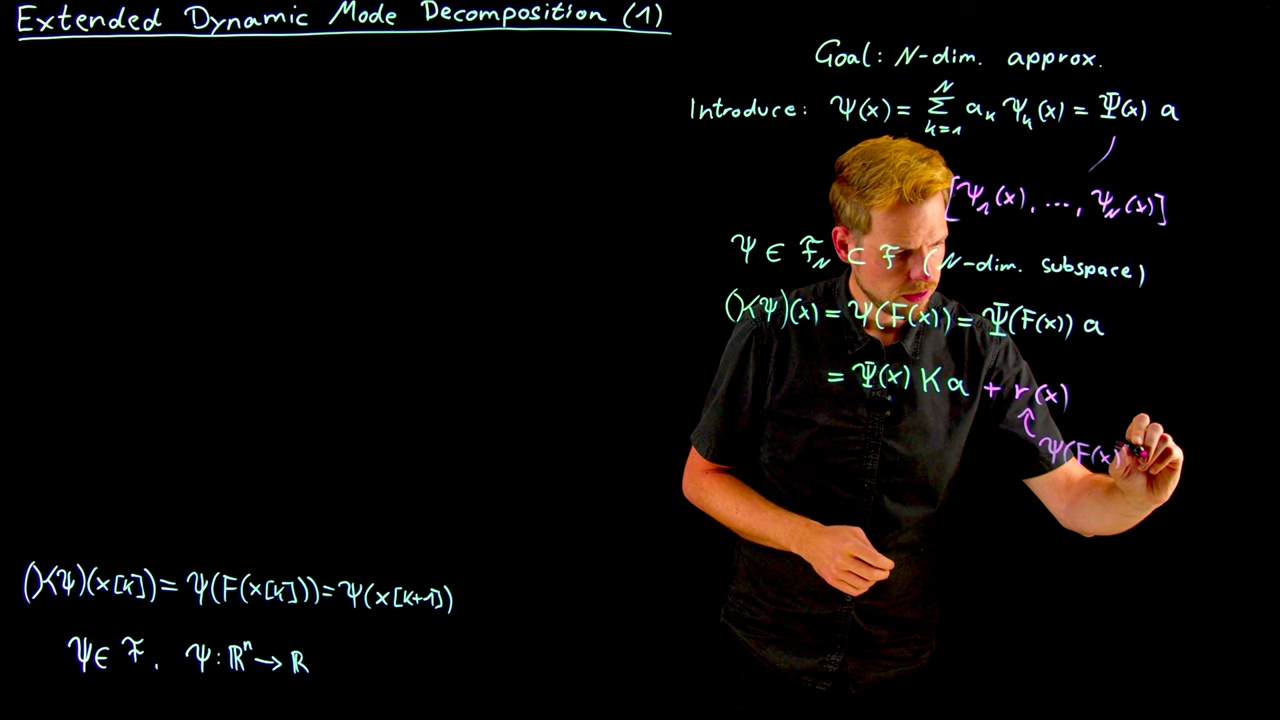 Extended Dynamic Mode Decomposition (1)
Goal: N-dim. approx.
Introduce: Ψ(x) = Σ_{k=1}^{N} a_k Ψ_k(x) = Ψ̄(x) a
[Ψ_1(x), ..., Ψ_N(x)]
Ψ ∈ F_N ⊂ F (N-dim. subspace)
(KΨ)(x) = Ψ(F(x)) = Ψ̄(F(x)) a
= Ψ̄(x) K a + r(x)
Ψ(F(x)
(KΨ)(x[k]) = Ψ(F(x[k])) = Ψ(x[k+1])
Ψ ∈ F, Ψ: ℝ^n → ℝ